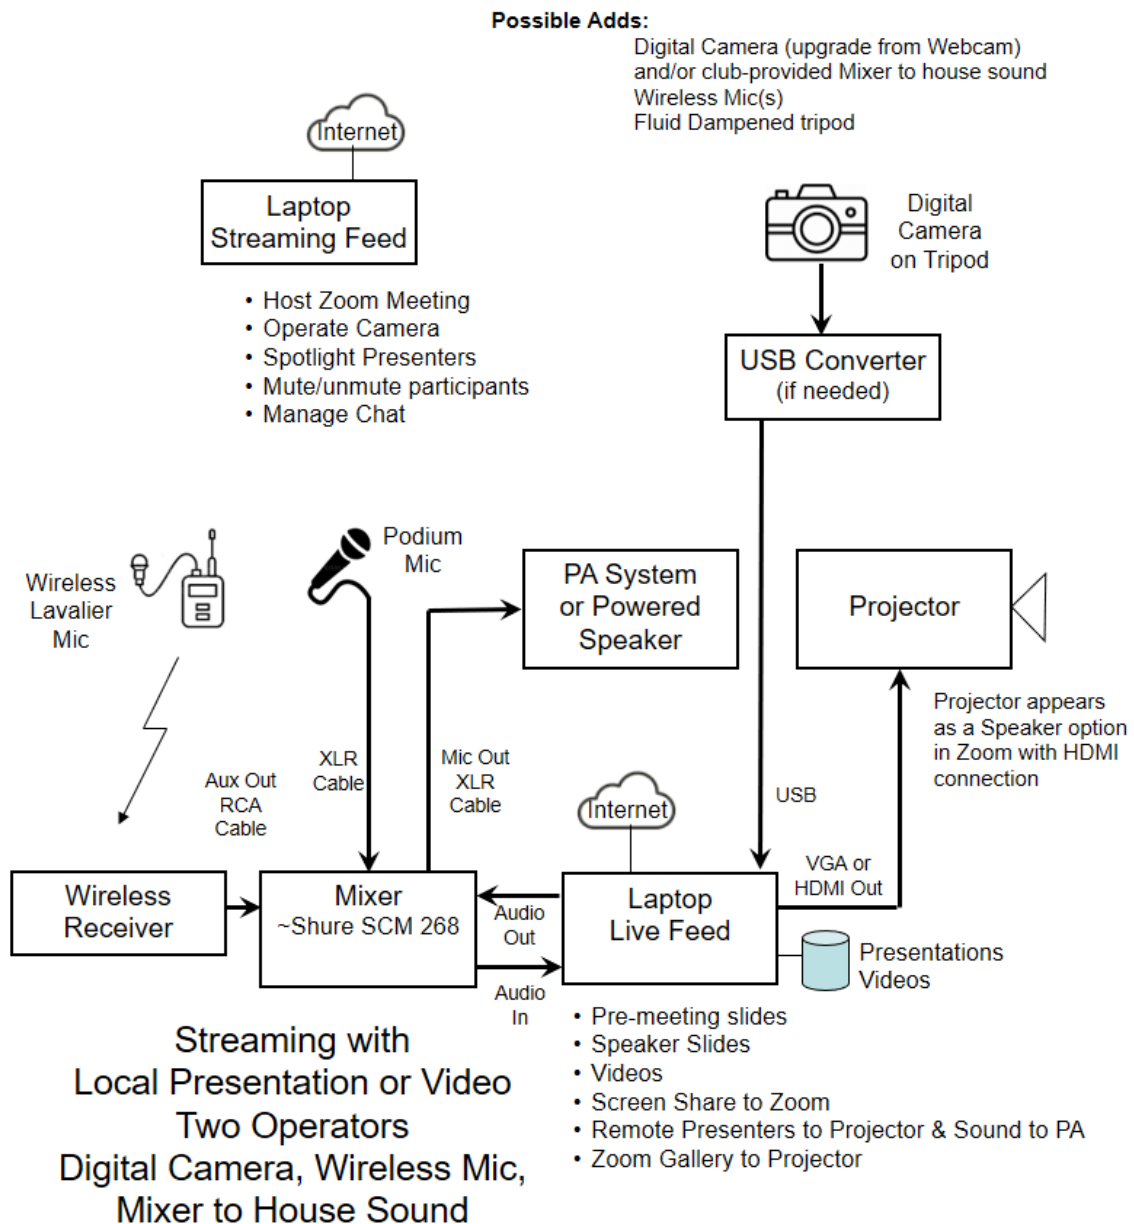 Possible Adds:
Digital Camera (upgrade from Webcam)
and/or club-provided Mixer to house sound
Wireless Mic(s)
Fluid Dampened tripod
Internet
Laptop
Streaming Feed
• Host Zoom Meeting
• Operate Camera
• Spotlight Presenters
• Mute/unmute participants
• Manage Chat
Digital
Camera
on Tripod
USB Converter
(if needed)
Wireless
Lavalier
Mic
Podium
Mic
PA System
or Powered
Speaker
Projector
Projector appears
as a Speaker option
in Zoom with HDMI
connection
Aux Out
RCA
Cable
XLR
Cable
Mic Out
XLR
Cable
Internet
USB
VGA or
HDMI Out
Wireless
Receiver
Mixer
~Shure SCM 268
Audio
Out
Audio
In
Laptop
Live Feed
Presentations
Videos
• Pre-meeting slides
• Speaker Slides
• Videos
• Screen Share to Zoom
• Remote Presenters to Projector & Sound to PA
• Zoom Gallery to Projector
Streaming with
Local Presentation or Video
Two Operators
Digital Camera, Wireless Mic,
Mixer to House Sound